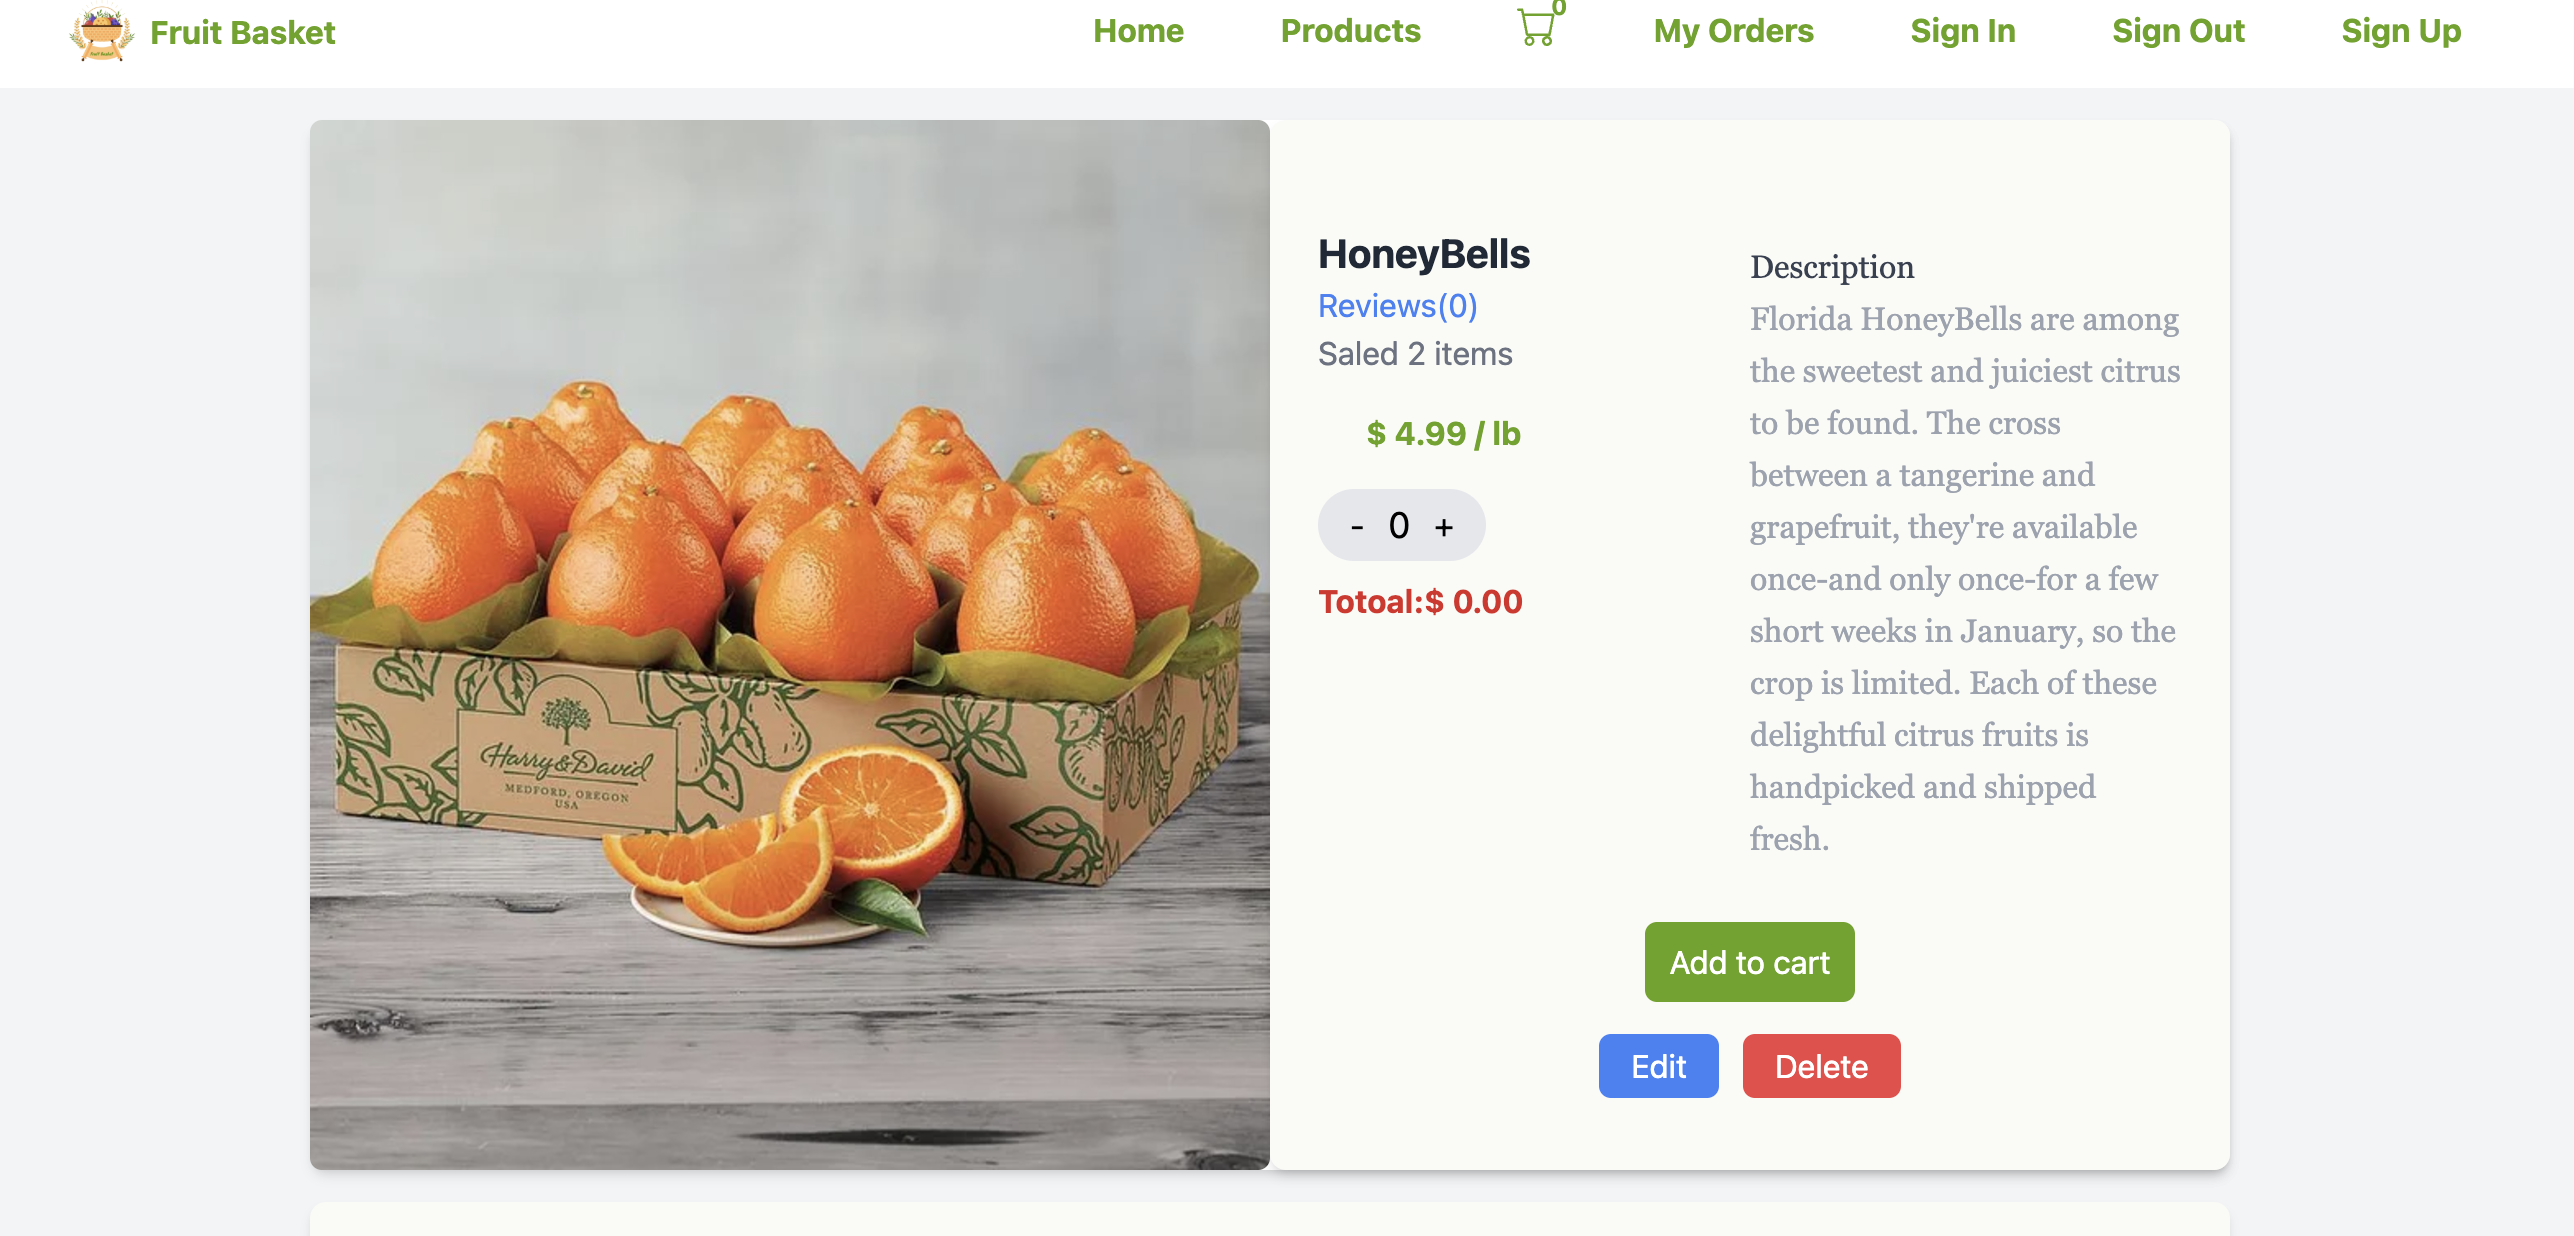 Fruit Basket
Home
Products
0
My Orders
Sign In
Sign Out
Sign Up
HoneyBells
Reviews(0)
Saled 2 items
$ 4.99 / lb
- 0 +
Totoal:$ 0.00
Description
Florida HoneyBells are among
the sweetest and juiciest citrus
to be found. The cross
between a tangerine and
grapefruit, they're available
once-and only once-for a few
short weeks in January, so the
crop is limited. Each of these
delightful citrus fruits is
handpicked and shipped
fresh.
Harry&David
MEDFORD, OREGON
USA
Add to cart
Edit
Delete